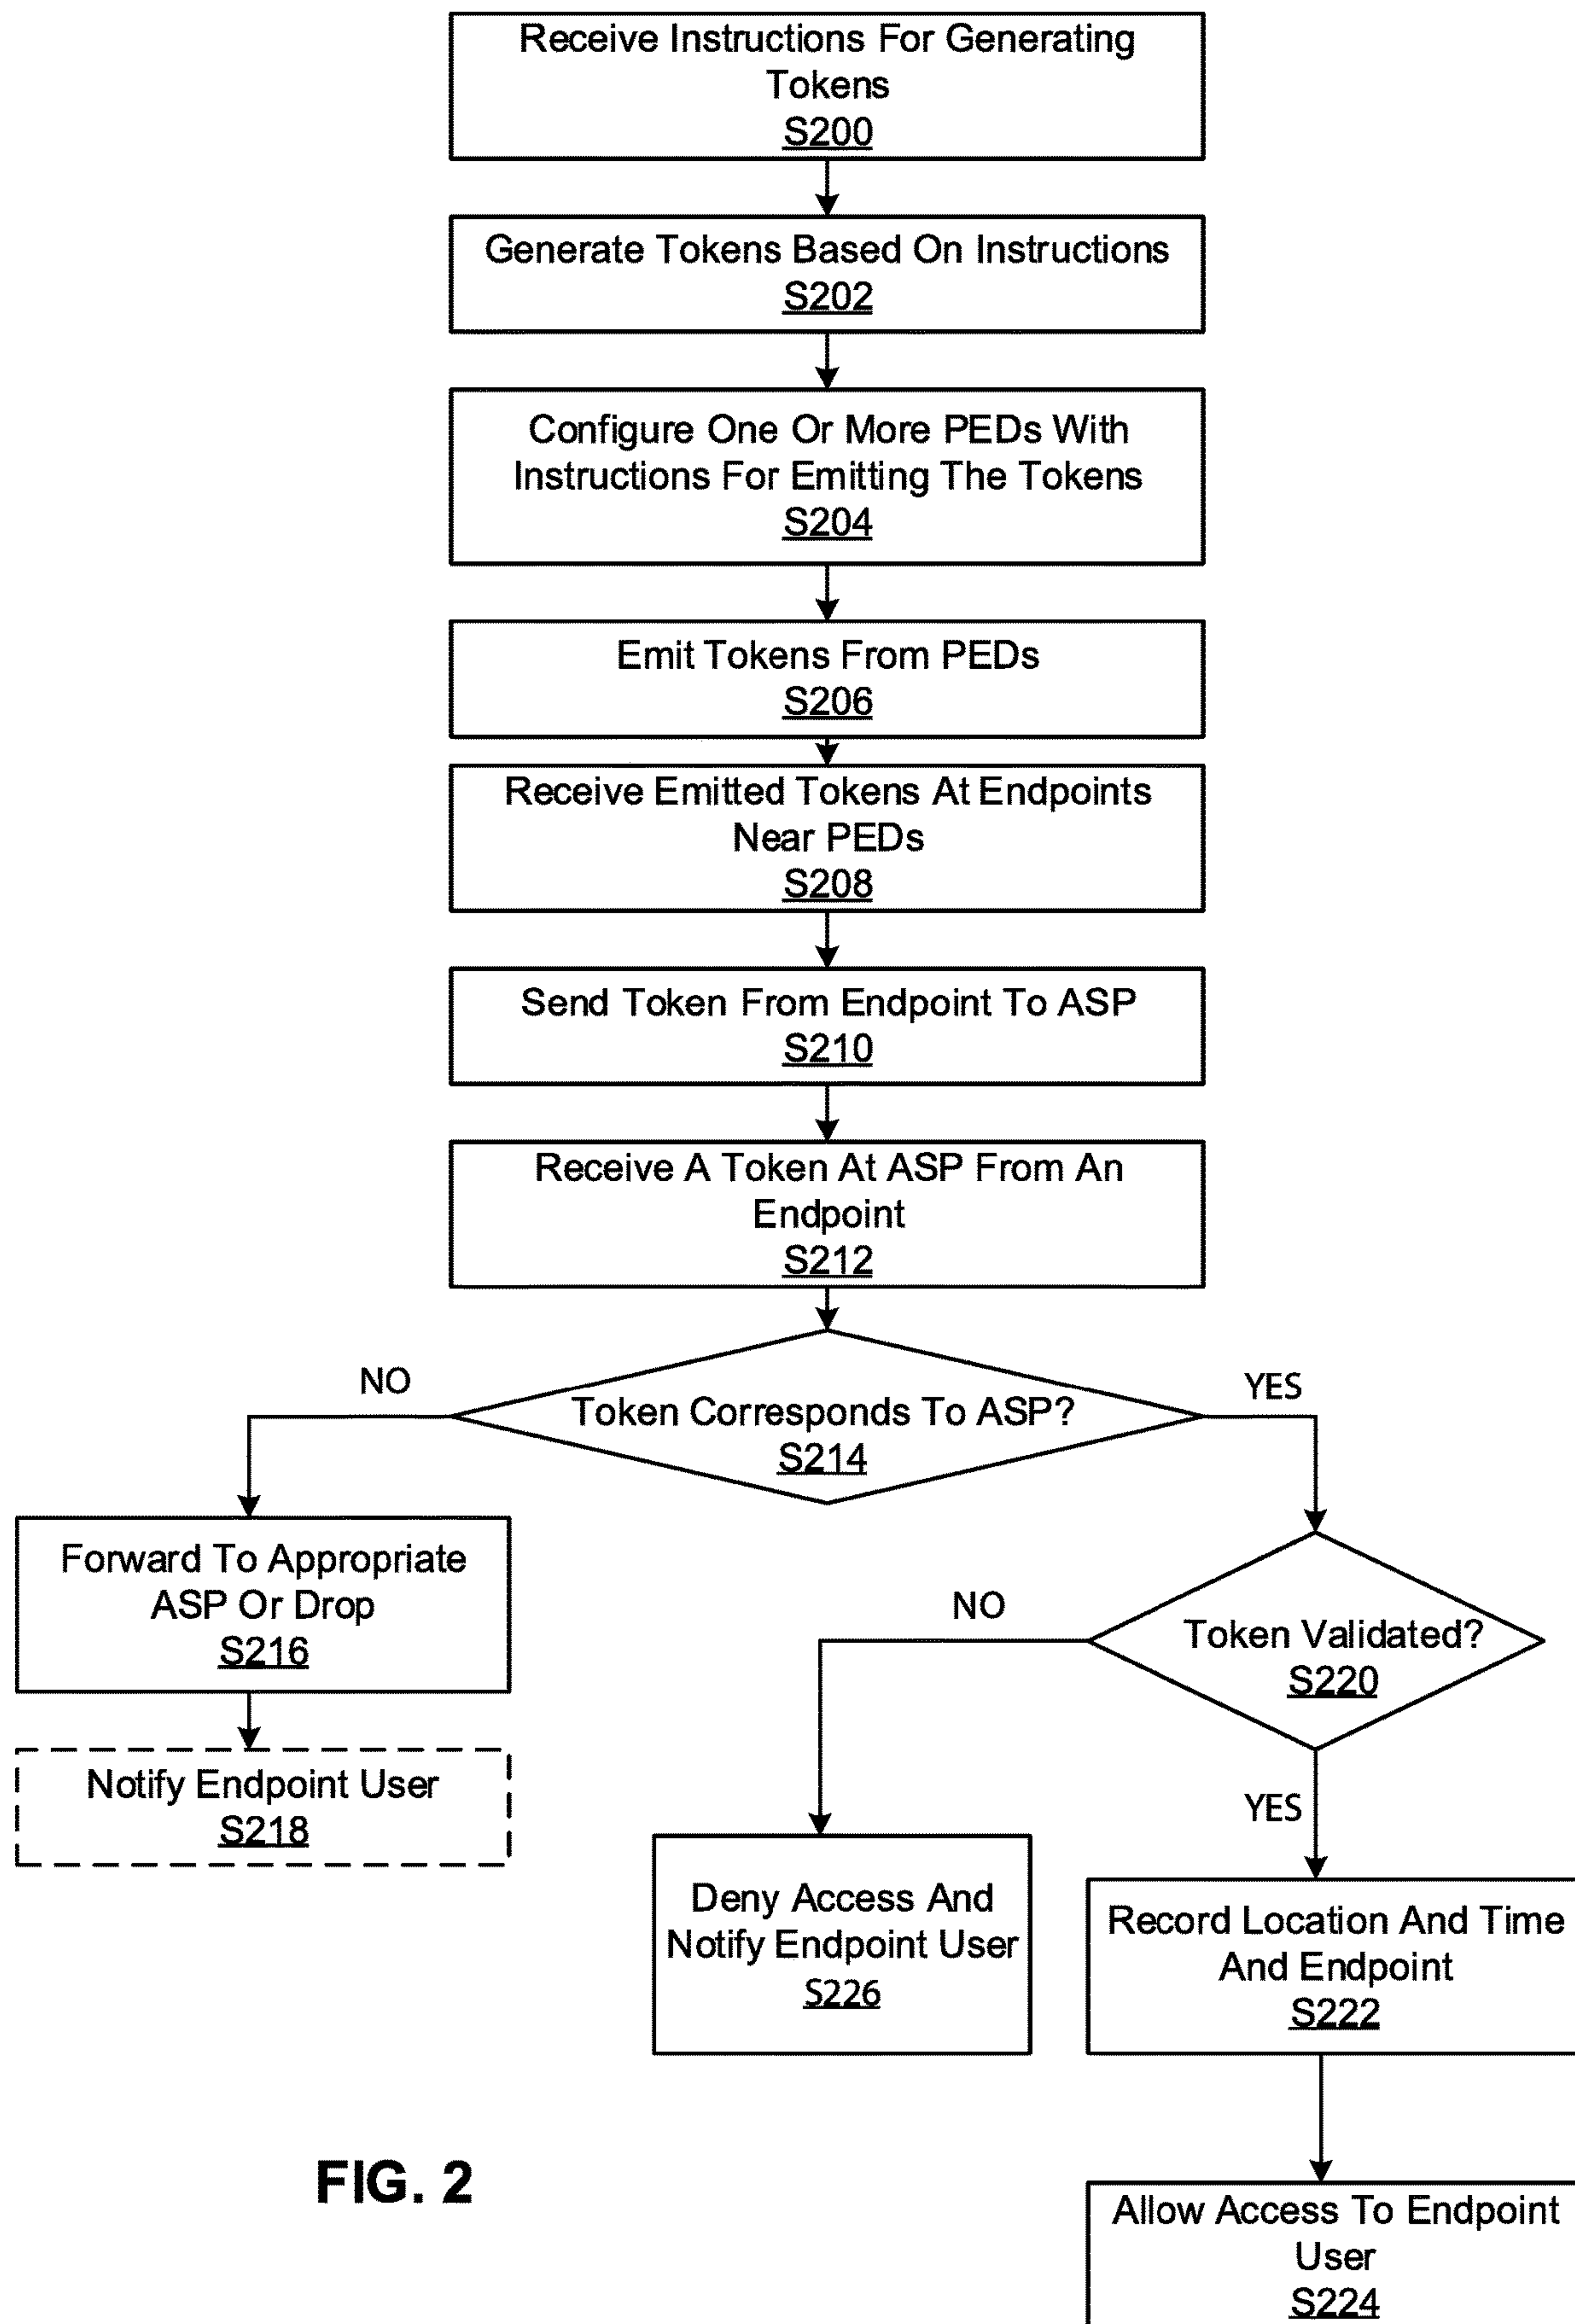 Receive Instructions For Generating
Tokens
S200
Generate Tokens Based On Instructions
S202
Configure One Or More PEDs With
Instructions For Emitting The Tokens
S204
Emit Tokens From PEDs
S206
Receive Emitted Tokens At Endpoints
Near PEDs
S208
Send Token From Endpoint To ASP
S210
Receive A Token At ASP From An
Endpoint
S212
NO
YES
Token Corresponds To ASP?
S214
Forward To Appropriate
ASP Or Drop
S216
NO
Token Validated?
S220
Notify Endpoint User
S218
YES
Deny Access And
Notify Endpoint User
S226
Record Location And Time
And Endpoint
S222
FIG. 2
Allow Access To Endpoint
User
S224